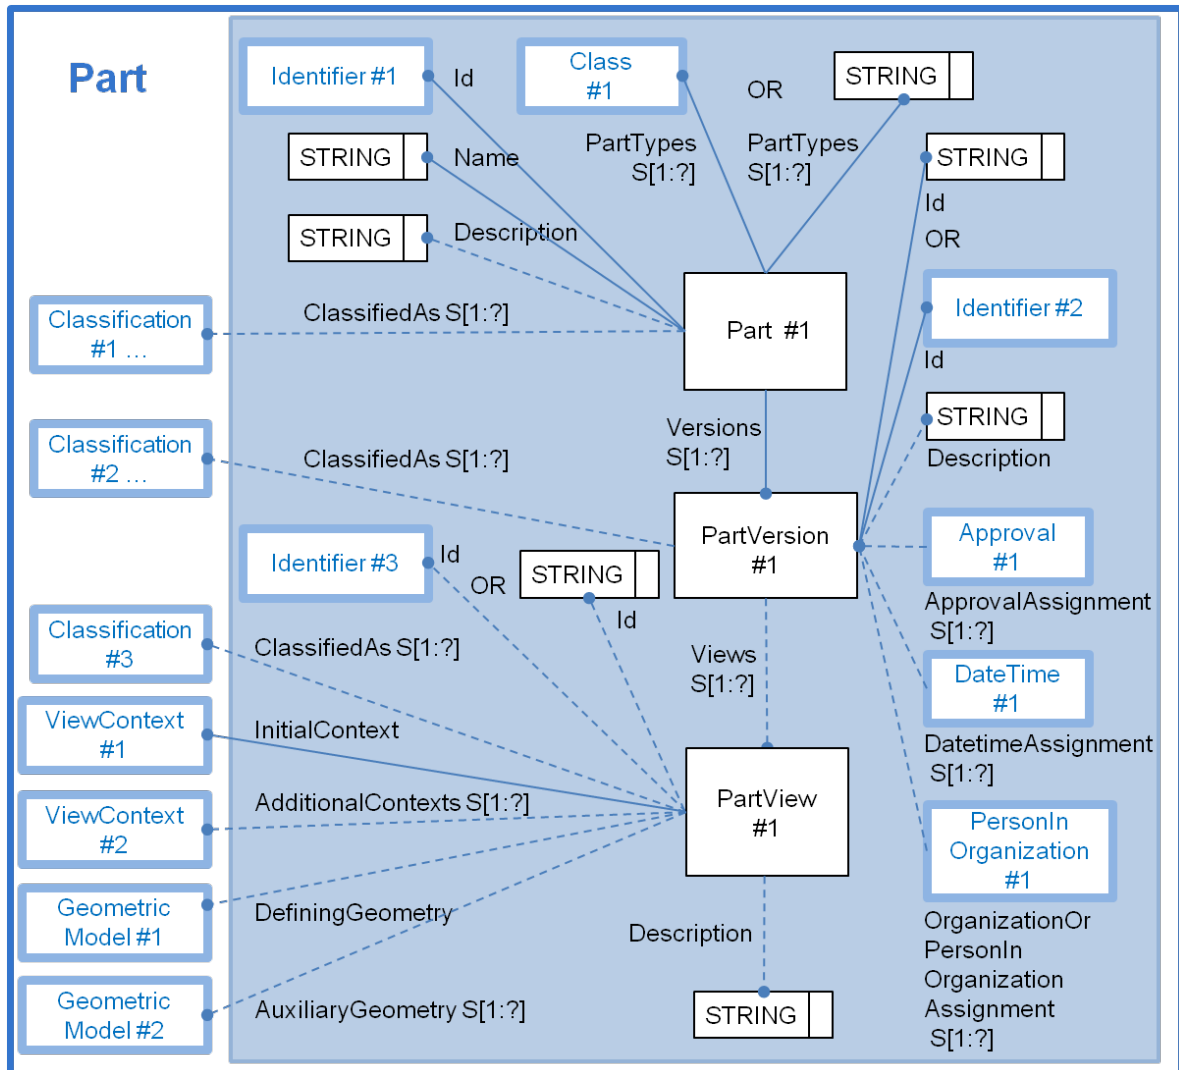 Part
Identifier #1
Id
Class
#1
OR
STRING
PartTypes
S[1:?]
PartTypes
S[1:?]
STRING
Name
STRING
Id
OR
STRING
Description
Identifier #2
Id
Classification
#1 ...
ClassifiedAs S[1:?]
Part #1
STRING
Description
Versions
S[1:?]
Classification
#2 ...
ClassifiedAs S[1:?]
PartVersion
#1
Approval
#1
ApprovalAssignment
S[1:?]
Identifier #3
Id
OR
STRING
Id
Classification
#3
ClassifiedAs S[1:?]
Views
S[1:?]
DateTime
#1
DatetimeAssignment
S[1:?]
ViewContext
#1
InitialContext
PartView
#1
ViewContext
#2
AdditionalContexts S[1:?]
PersonIn
Organization
#1
Geometric
Model #1
DefiningGeometry
Description
OrganizationOr
PersonIn
Organization
Assignment
S[1:?]
Geometric
Model #2
AuxiliaryGeometry S[1:?]
STRING